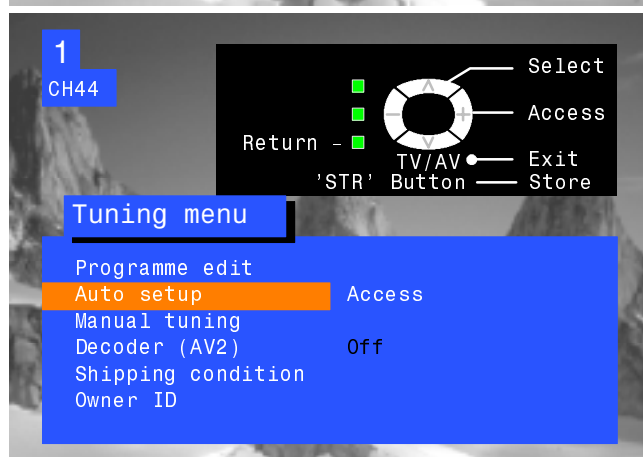 1
CH44
Select
Access
Return –
TV/AV Exit
'STR' Button Store
Tuning menu
Programme edit
Auto setup Access
Manual tuning
Decoder (AV2) Off
Shipping condition
Owner ID